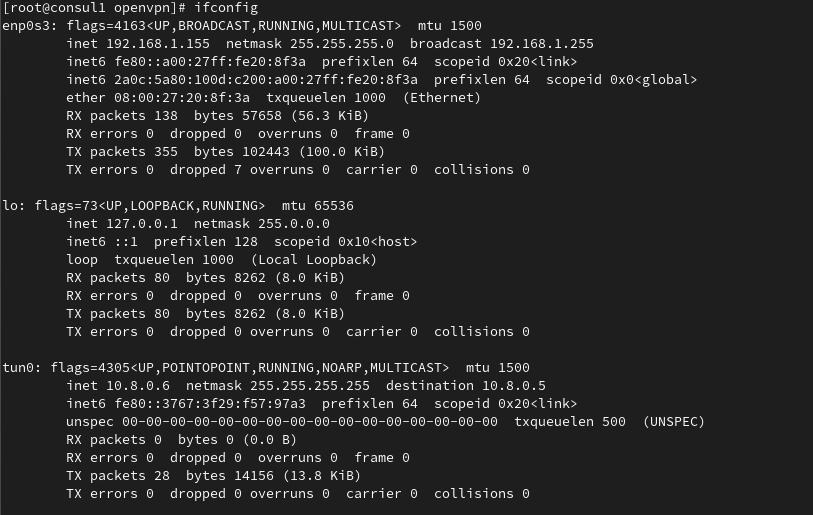 [root@consul1 openvpn]# ifconfig
enp0s3: flags=4163<UP,BROADCAST,RUNNING,MULTICAST>  mtu 1500
        inet 192.168.1.155  netmask 255.255.255.0  broadcast 192.168.1.255
        inet6 fe80::a00:27ff:fe20:8f3a  prefixlen 64  scopeid 0x20<link>
        inet6 2a0c:5a80:100d:c200:a00:27ff:fe20:8f3a  prefixlen 64  scopeid 0x0<global>
        ether 08:00:27:20:8f:3a  txqueuelen 1000  (Ethernet)
        RX packets 138  bytes 57658 (56.3 KiB)
        RX errors 0  dropped 0  overruns 0  frame 0
        TX packets 355  bytes 102443 (100.0 KiB)
        TX errors 0  dropped 7 overruns 0  carrier 0  collisions 0

lo: flags=73<UP,LOOPBACK,RUNNING>  mtu 65536
        inet 127.0.0.1  netmask 255.0.0.0
        inet6 ::1  prefixlen 128  scopeid 0x10<host>
        loop  txqueuelen 1000  (Local Loopback)
        RX packets 80  bytes 8262 (8.0 KiB)
        RX errors 0  dropped 0  overruns 0  frame 0
        TX packets 80  bytes 8262 (8.0 KiB)
        TX errors 0  dropped 0 overruns 0  carrier 0  collisions 0

tun0: flags=4305<UP,POINTOPOINT,RUNNING,NOARP,MULTICAST>  mtu 1500
        inet 10.8.0.6  netmask 255.255.255.255  destination 10.8.0.5
        inet6 fe80::3767:3f29:f57:97a3  prefixlen 64  scopeid 0x20<link>
        unspec 00-00-00-00-00-00-00-00-00-00-00-00-00-00-00-00  txqueuelen 500  (UNSPEC)
        RX packets 0  bytes 0 (0.0 B)
        RX errors 0  dropped 0  overruns 0  frame 0
        TX packets 28  bytes 14156 (13.8 KiB)
        TX errors 0  dropped 0 overruns 0  carrier 0  collisions 0